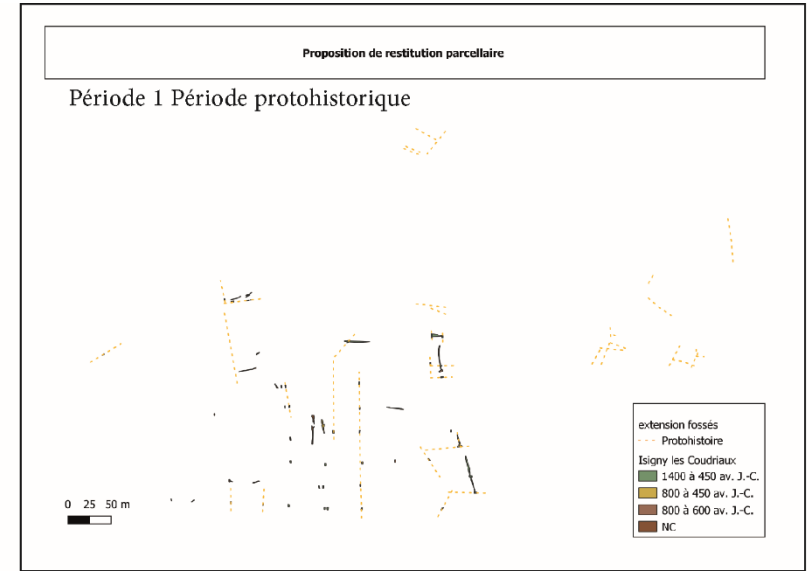 Proposition de restitution parcellaire
Période 1 Période protohistorique
extension fossés
Protohistoire
Isigny les Coudriaux
1400 à 450 av. J.-C.
800 à 450 av. J.-C.
800 à 600 av. J.-C.
NC
0 25 50 m